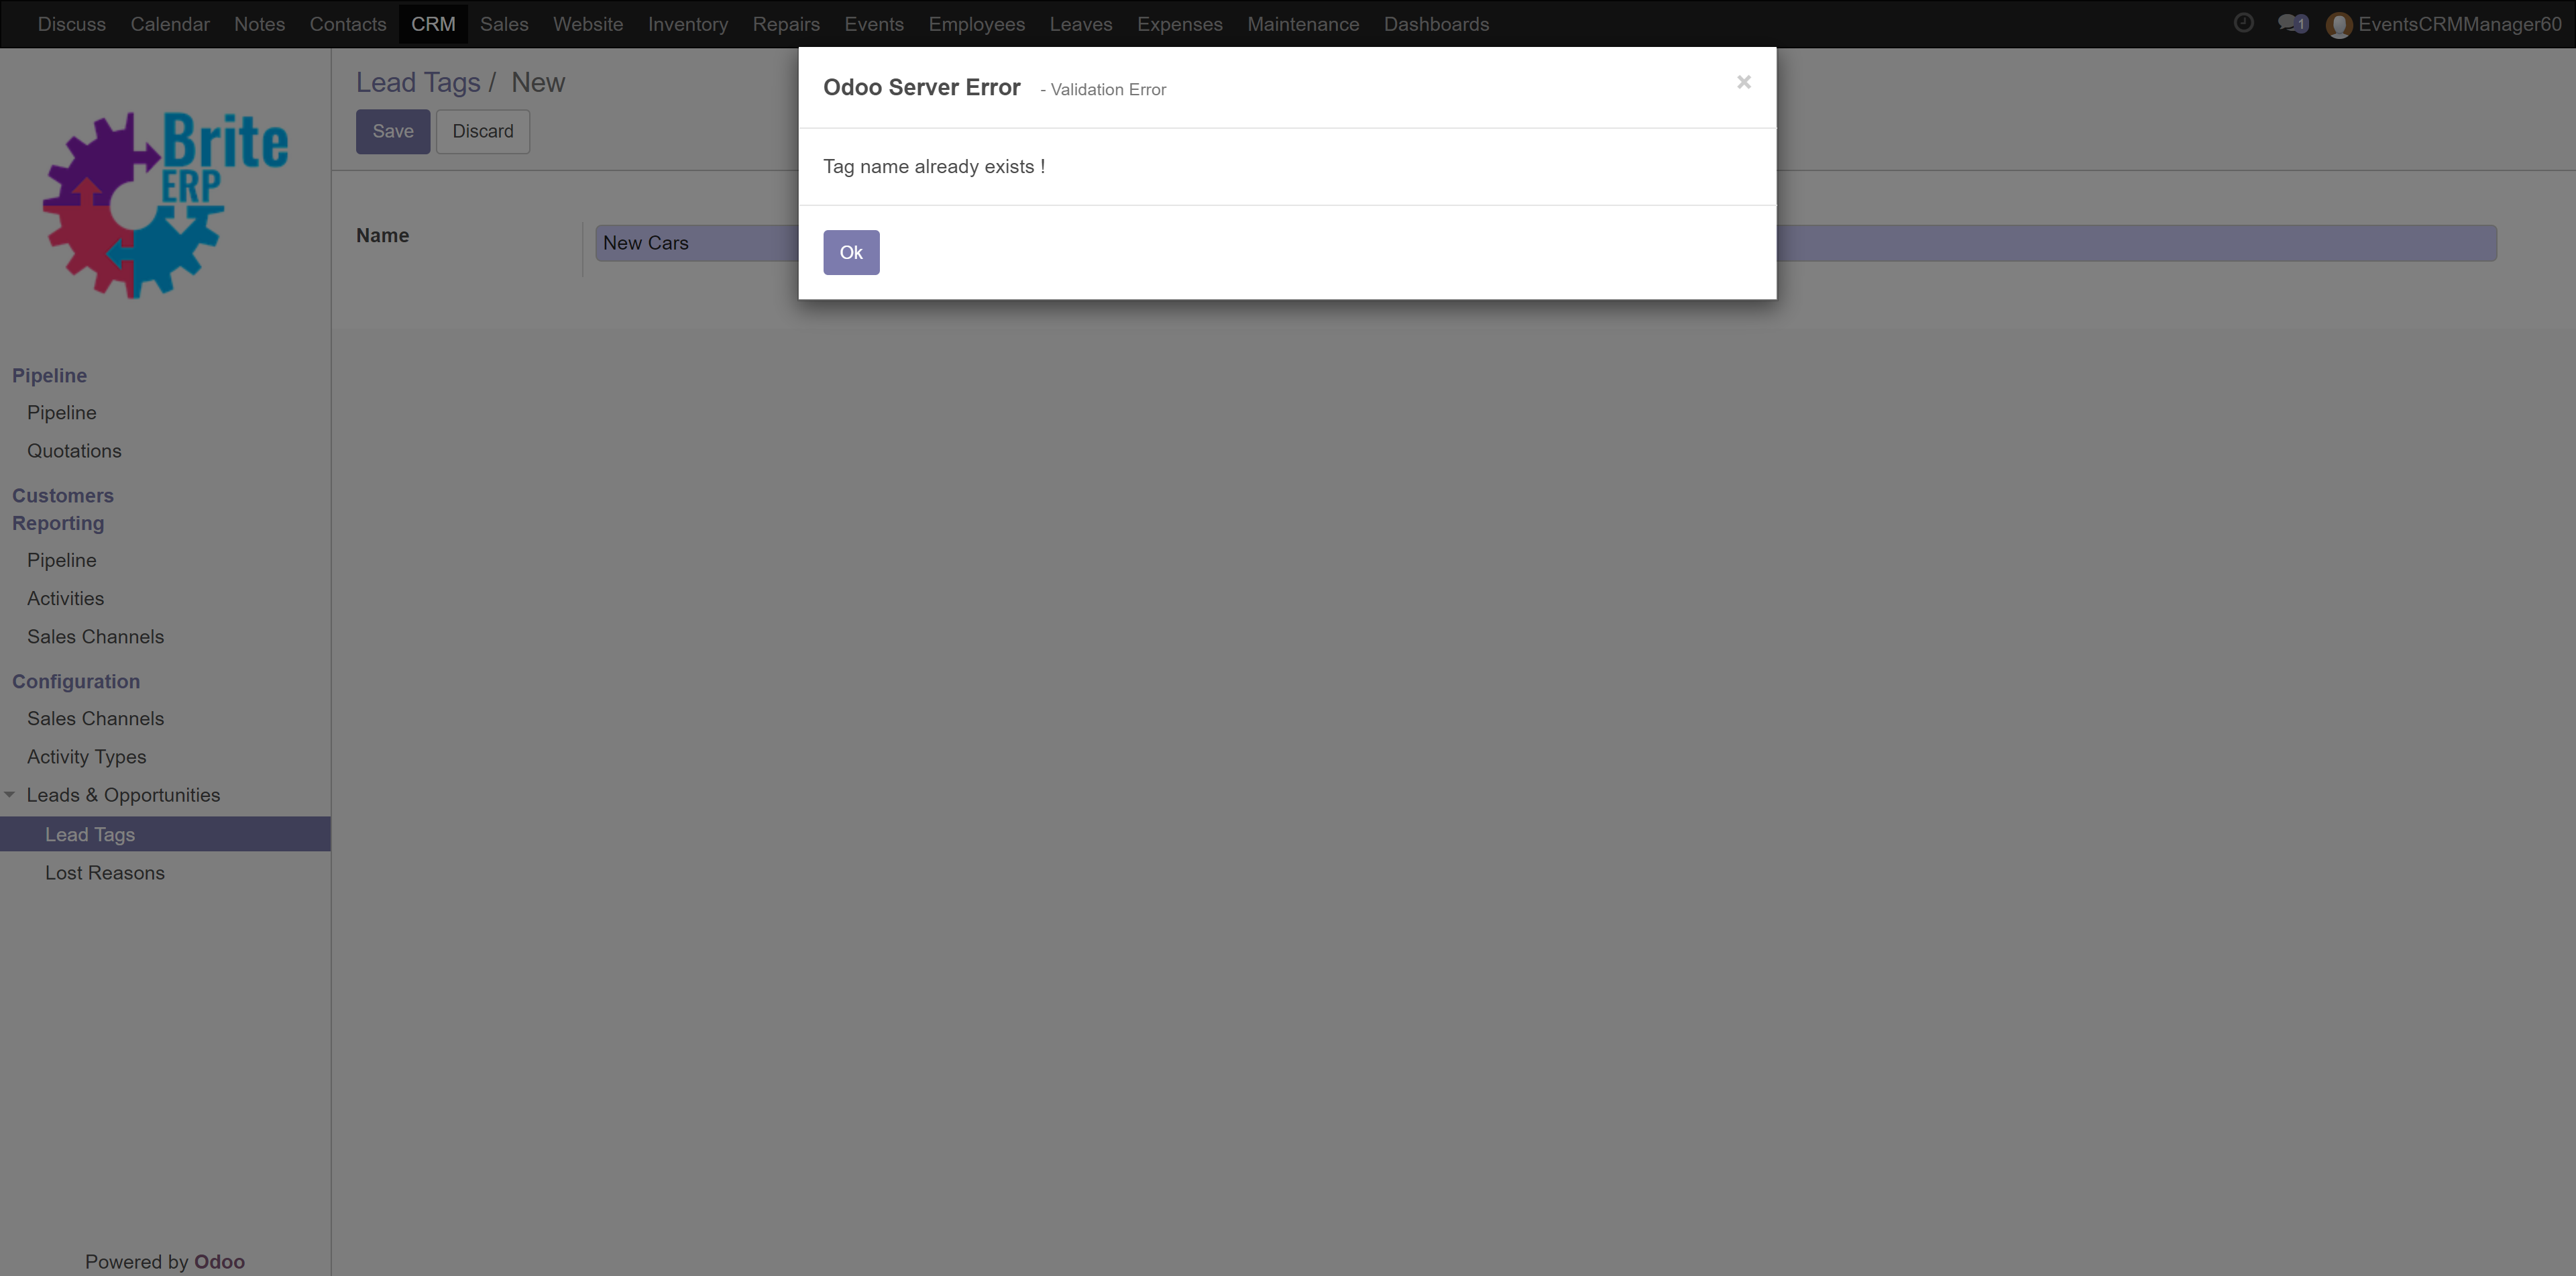 Discuss Calendar Notes Contacts CRM Sales Website Inventory Repairs Events Employees Leaves Expenses Maintenance Dashboards 1 EventsCRMManager60
Brite
ERP
Lead Tags / New
Save Discard
Name New Cars
Odoo Server Error - Validation Error ×
Tag name already exists !
Ok
Pipeline
Pipeline
Quotations
Customers
Reporting
Pipeline
Activities
Sales Channels
Configuration
Sales Channels
Activity Types
Leads & Opportunities
Lead Tags
Lost Reasons
Powered by Odoo